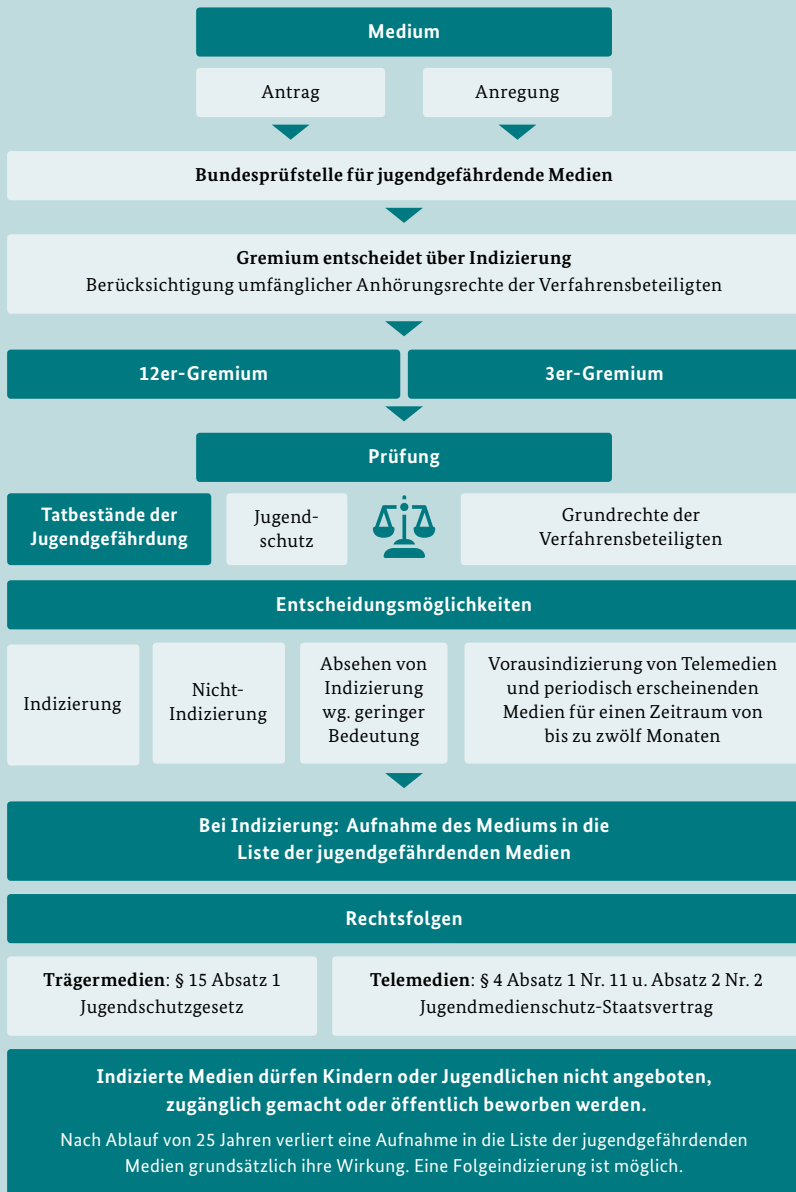 Medium
Antrag
Anregung
Bundesprüfstelle für jugendgefährdende Medien
Gremium entscheidet über Indizierung
Berücksichtigung umfänglicher Anhörungsrechte der Verfahrensbeteiligten
12er-Gremium
3er-Gremium
Prüfung
Tatbestände der
Jugendgefährdung
Jugend-
schutz
Grundrechte der
Verfahrensbeteiligten
Entscheidungsmöglichkeiten
Indizierung
Nicht-
Indizierung
Absehen von
Indizierung
wg. geringer
Bedeutung
Vorausindizierung von Telemedien
und periodisch erscheinenden
Medien für einen Zeitraum von
bis zu zwölf Monaten
Bei Indizierung: Aufnahme des Mediums in die
Liste der jugendgefährdenden Medien
Rechtsfolgen
Trägermedien: § 15 Absatz 1
Jugendschutzgesetz
Telemedien: § 4 Absatz 1 Nr. 11 u. Absatz 2 Nr. 2
Jugendmedienschutz-Staatsvertrag
Indizierte Medien dürfen Kindern oder Jugendlichen nicht angeboten,
zugänglich gemacht oder öffentlich beworben werden.
Nach Ablauf von 25 Jahren verliert eine Aufnahme in die Liste der jugendgefährdenden
Medien grundsätzlich ihre Wirkung. Eine Folgeindizierung ist möglich.